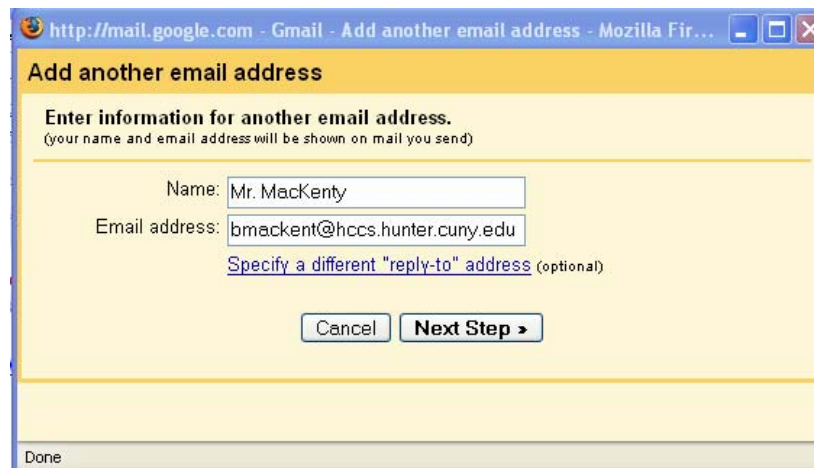 http://mail.google.com - Gmail - Add another email address - Mozilla Fir...
Add another email address
Enter information for another email address.
(your name and email address will be shown on mail you send)
Name: Mr. MacKenty
Email address: bmackent@hccs.hunter.cuny.edu
Specify a different "reply-to" address (optional)
Cancel Next Step »
Done